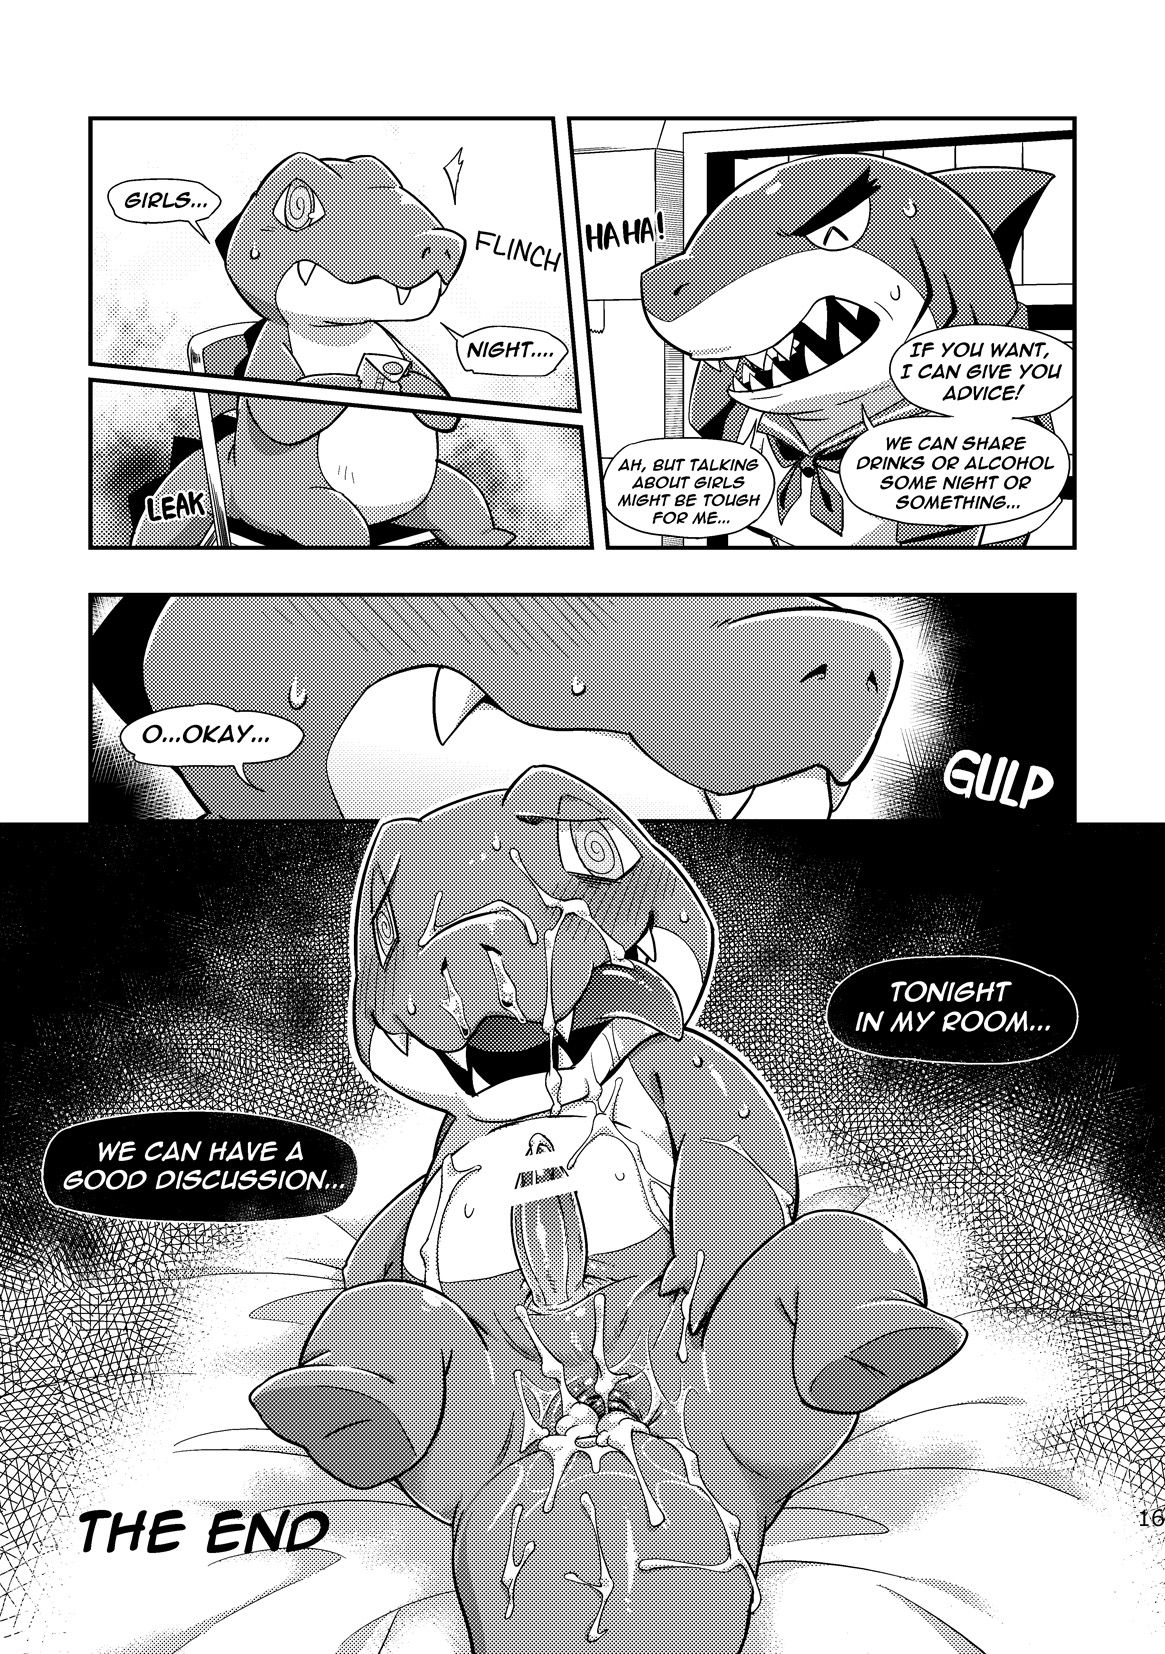 GIRLS...
FLINCH
NIGHT....
LEAK
HA HA!
IF YOU WANT,
I CAN GIVE YOU
ADVICE!
WE CAN SHARE
DRINKS OR ALCOHOL
SOME NIGHT OR
SOMETHING...
AH, BUT TALKING
ABOUT GIRLS
MIGHT BE TOUGH
FOR ME...
O...OKAY...
GULP
TONIGHT
IN MY ROOM...
WE CAN HAVE A
GOOD DISCUSSION...
THE END
16